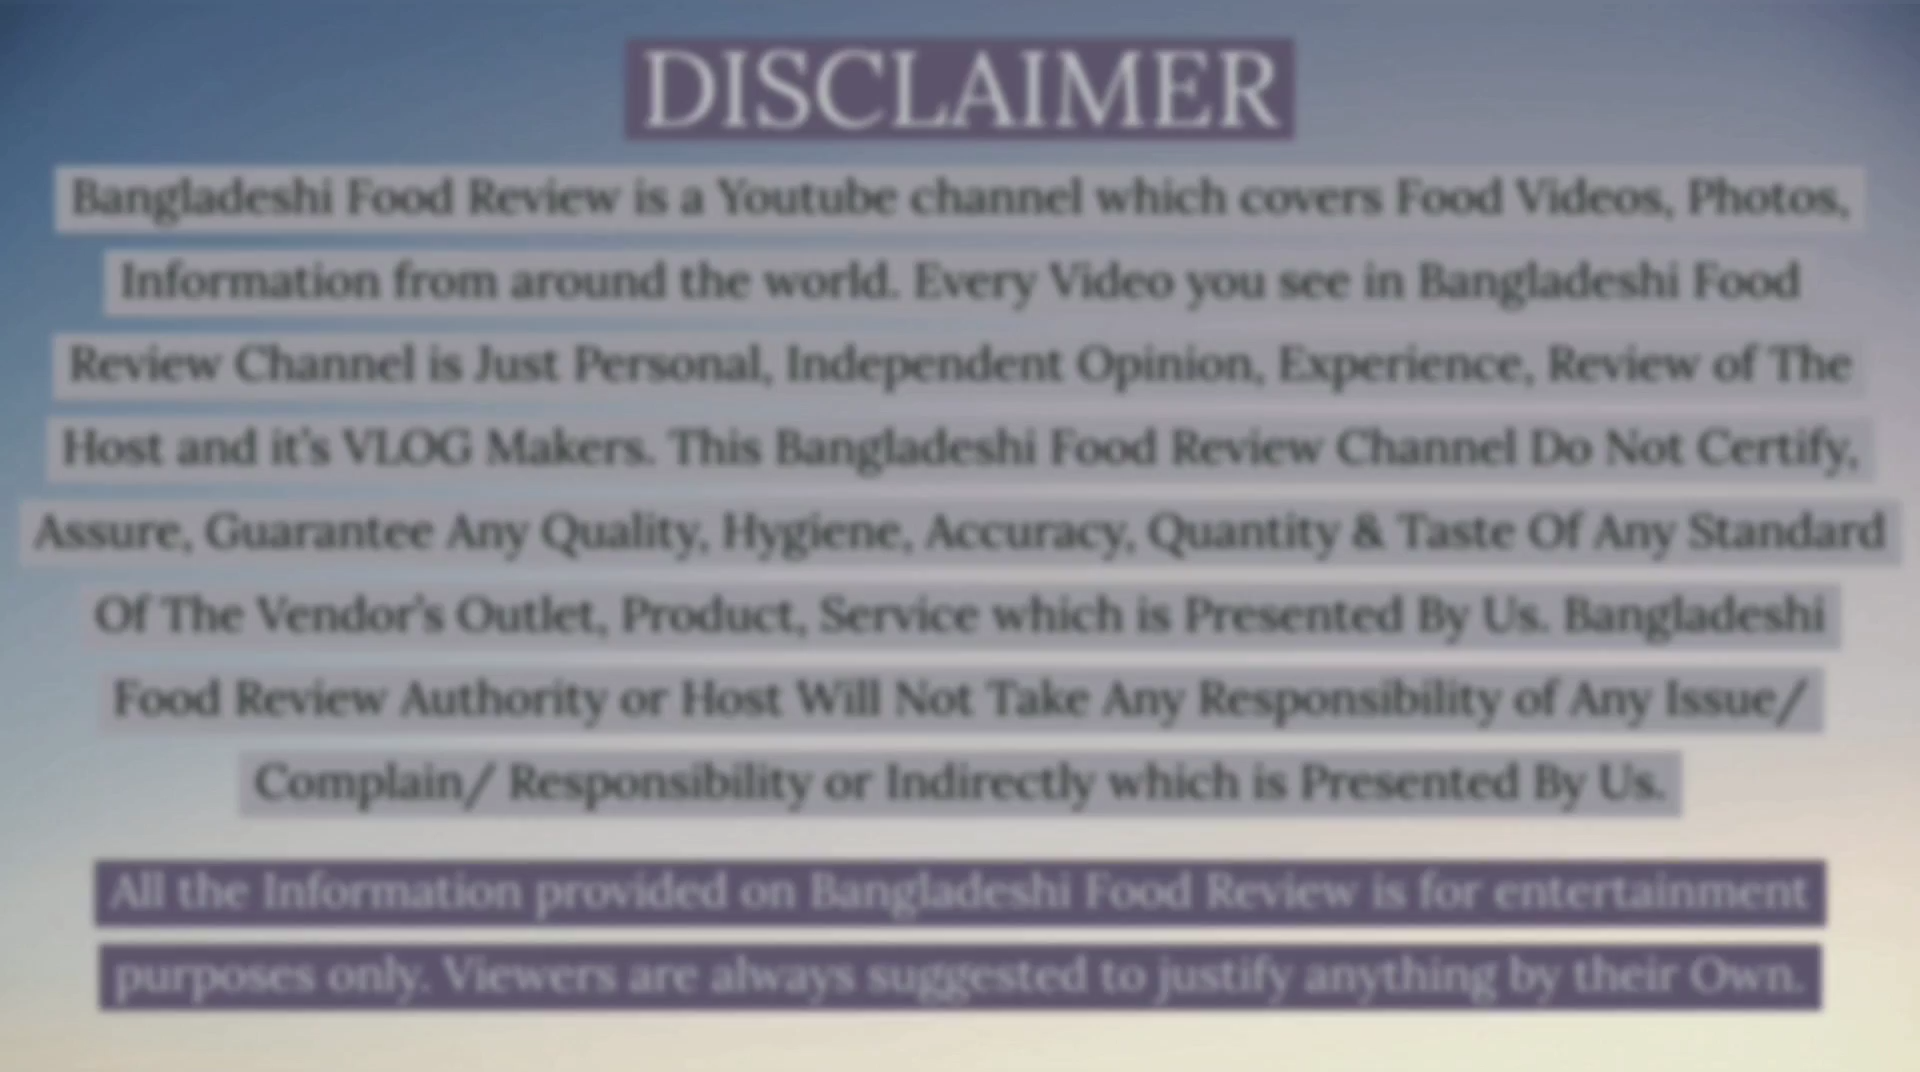 DISCLAIMER
Bangladeshi Food Review is a Youtube channel which covers Food Videos, Photos,
Information from around the world. Every Video you see in Bangladeshi Food
Review Channel is Just Personal, Independent Opinion, Experience, Review of The
Host and it's VLOG Makers. This Bangladeshi Food Review Channel Do Not Certify,
Assure, Guarantee Any Quality, Hygiene, Accuracy, Quantity & Taste Of Any Standard
Of The Vendor's Outlet, Product, Service which is Presented By Us. Bangladeshi
Food Review Authority or Host Will Not Take Any Responsibility of Any Issue/
Complain/ Responsibility or Indirectly which is Presented By Us.
All the Information provided on Bangladeshi Food Review is for entertainment
purposes only. Viewers are always suggested to justify anything by their Own.